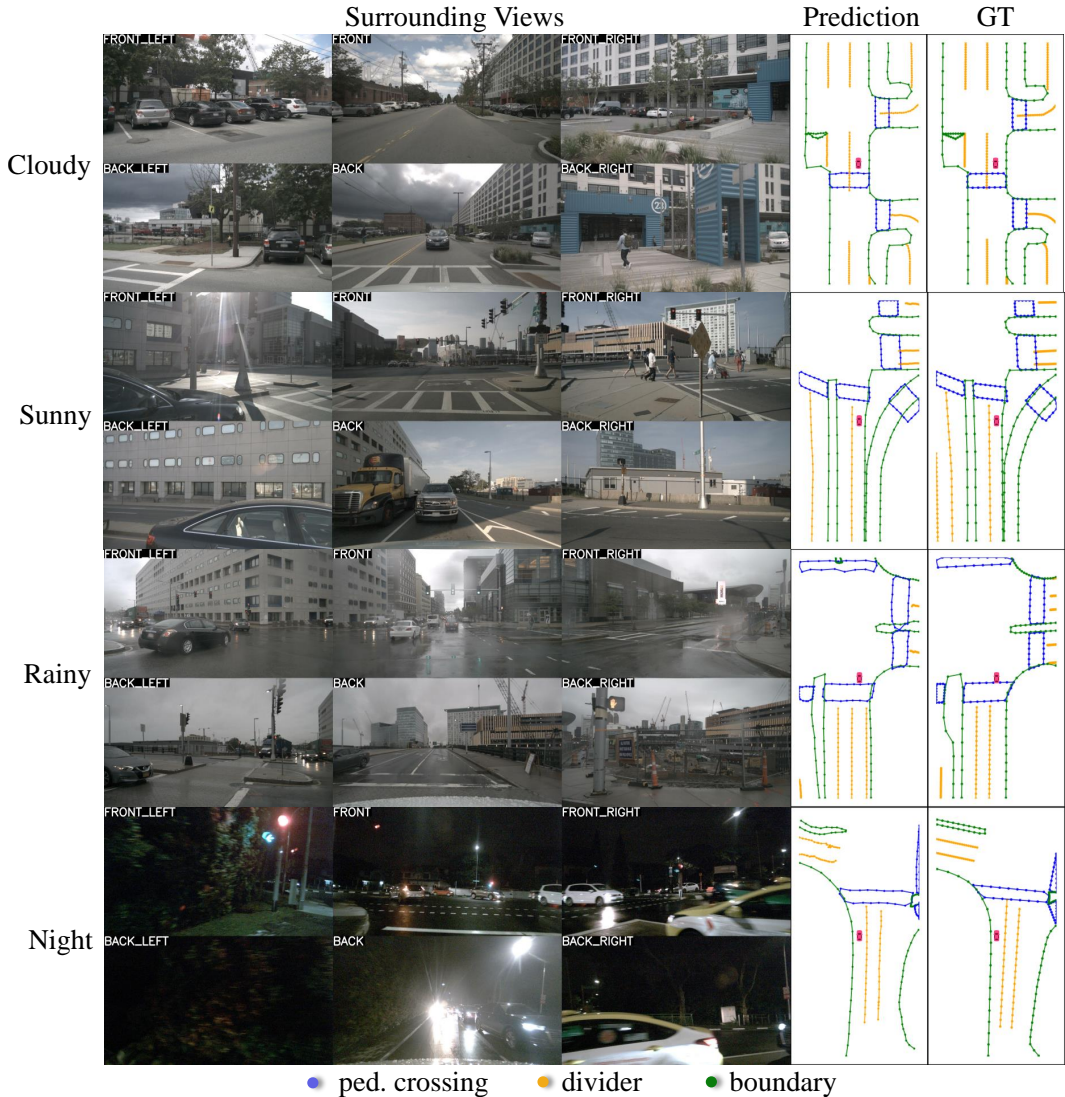 Surrounding Views Prediction GT
Cloudy
FRONT_LEFT FRONT FRONT_RIGHT
BACK_LEFT BACK BACK_RIGHT
23
Sunny
FRONT_LEFT FRONT FRONT_RIGHT
BACK_LEFT BACK BACK_RIGHT
Rainy
FRONT_LEFT FRONT FRONT_RIGHT
BACK_LEFT BACK BACK_RIGHT
Night
FRONT_LEFT FRONT FRONT_RIGHT
BACK_LEFT BACK BACK_RIGHT
ped. crossing divider boundary